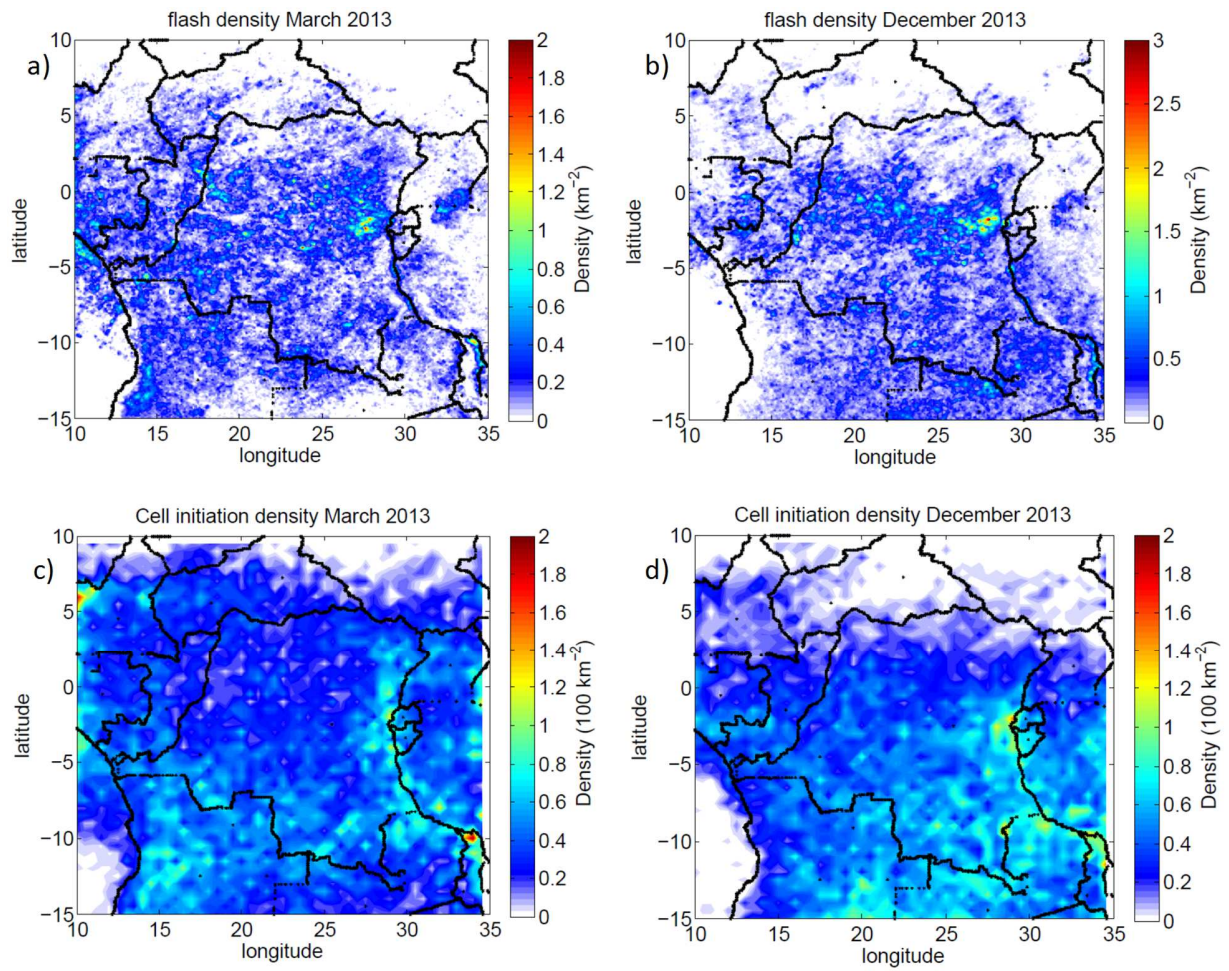 flash density March 2013
a)
10
5
0
−5
−10
−15
latitude
10 15 20 25 30 35
longitude
2
1.8
1.6
1.4
1.2
1
0.8
0.6
0.4
0.2
0
Density (km−2)
flash density December 2013
b)
10
5
0
−5
−10
−15
latitude
10 15 20 25 30 35
longitude
3
2.5
2
1.5
1
0.5
0
Density (km−2)
Cell initiation density March 2013
c)
10
5
0
−5
−10
−15
latitude
10 15 20 25 30 35
longitude
2
1.8
1.6
1.4
1.2
1
0.8
0.6
0.4
0.2
0
Density (100 km−2)
Cell initiation density December 2013
d)
10
5
0
−5
−10
−15
latitude
10 15 20 25 30 35
longitude
2
1.8
1.6
1.4
1.2
1
0.8
0.6
0.4
0.2
0
Density (100 km−2)